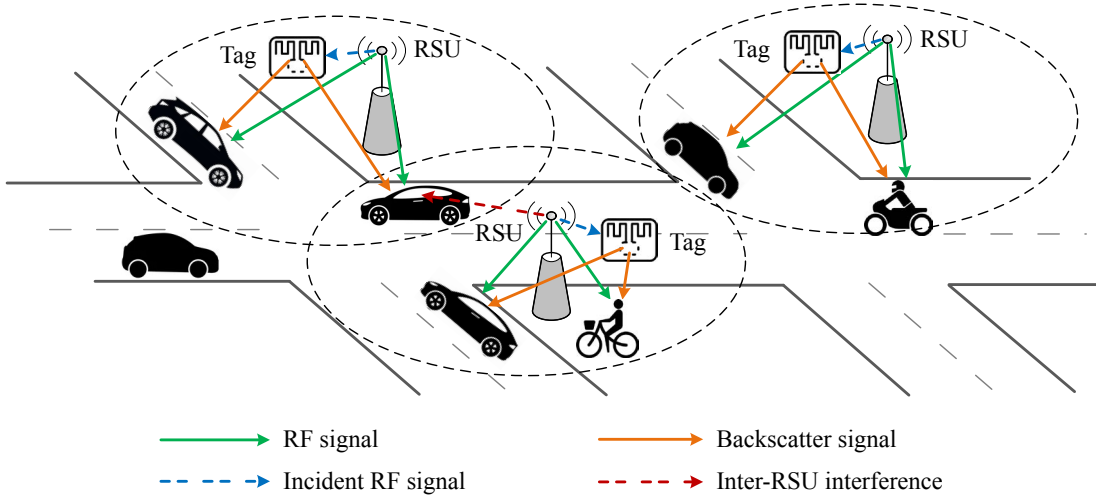 Tag
RSU
Tag
RSU
RSU
Tag
RF signal
Backscatter signal
Incident RF signal
Inter-RSU interference